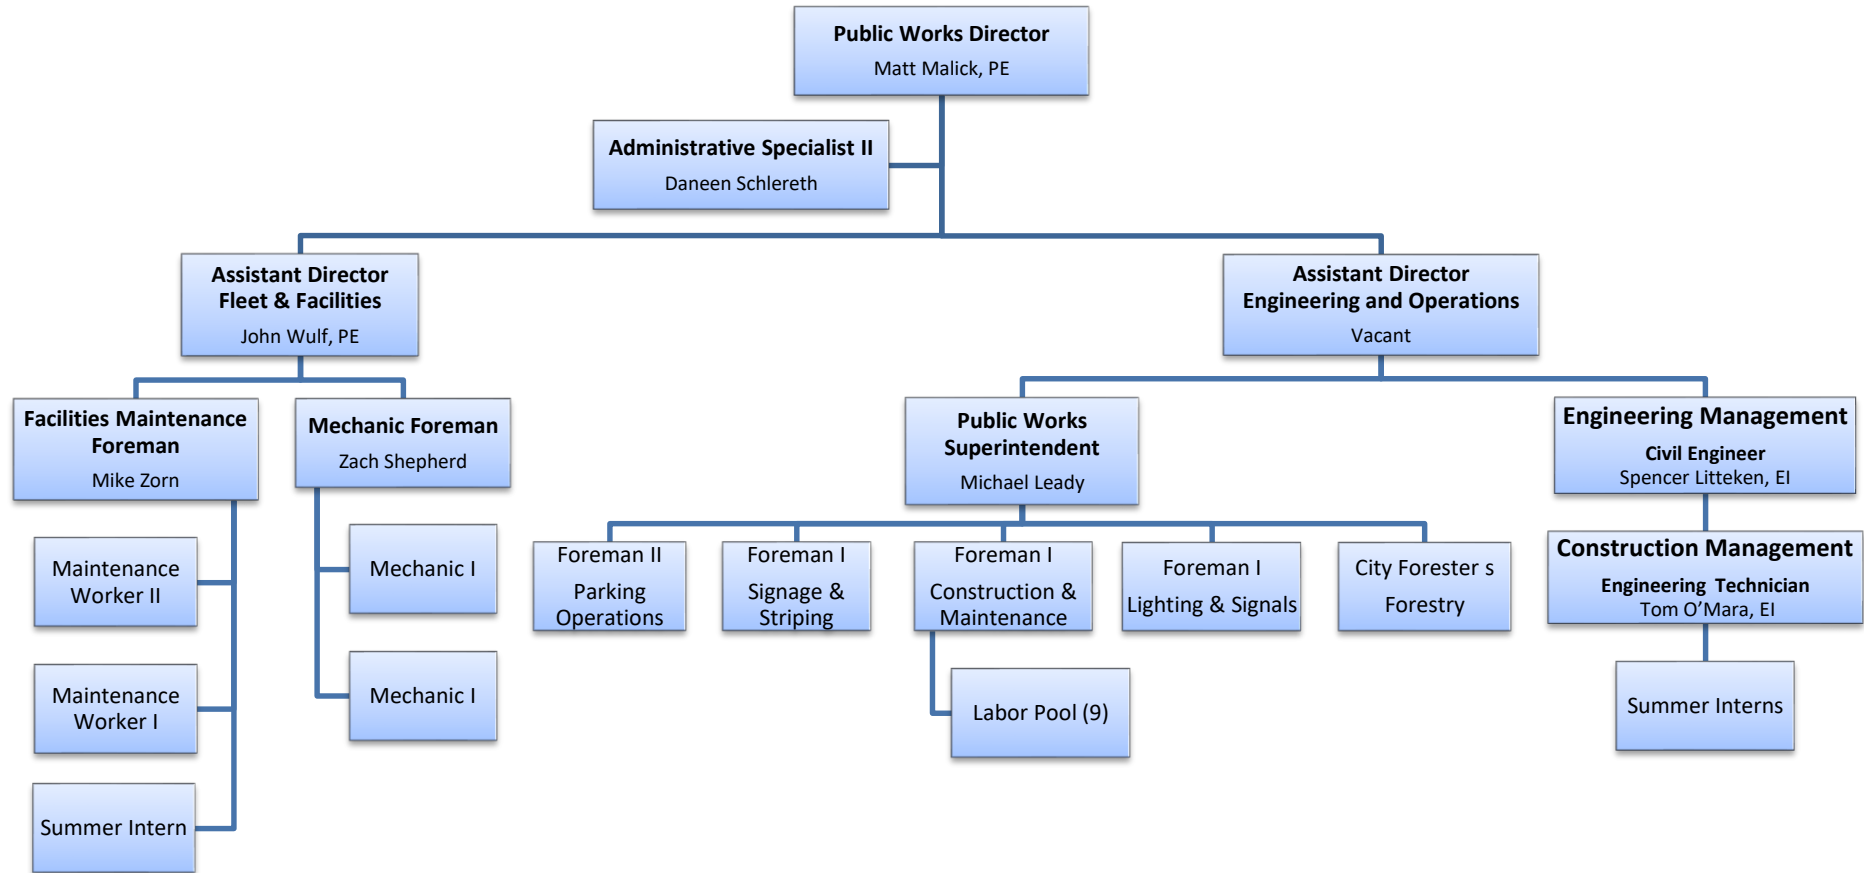 Public Works Director
Matt Malick, PE
Administrative Specialist II
Daneen Schlereth
Assistant Director
Fleet & Facilities
John Wulf, PE
Assistant Director
Engineering and Operations
Vacant
Facilities Maintenance
Foreman
Mike Zorn
Mechanic Foreman
Zach Shepherd
Public Works
Superintendent
Michael Leady
Engineering Management
Civil Engineer
Spencer Litteken, EI
Maintenance
Worker II
Mechanic I
Foreman II
Parking
Operations
Foreman I
Signage &
Striping
Foreman I
Construction &
Maintenance
Foreman I
Lighting & Signals
City Forester s
Forestry
Construction Management
Engineering Technician
Tom O’Mara, EI
Maintenance
Worker I
Mechanic I
Labor Pool (9)
Summer Interns
Summer Intern